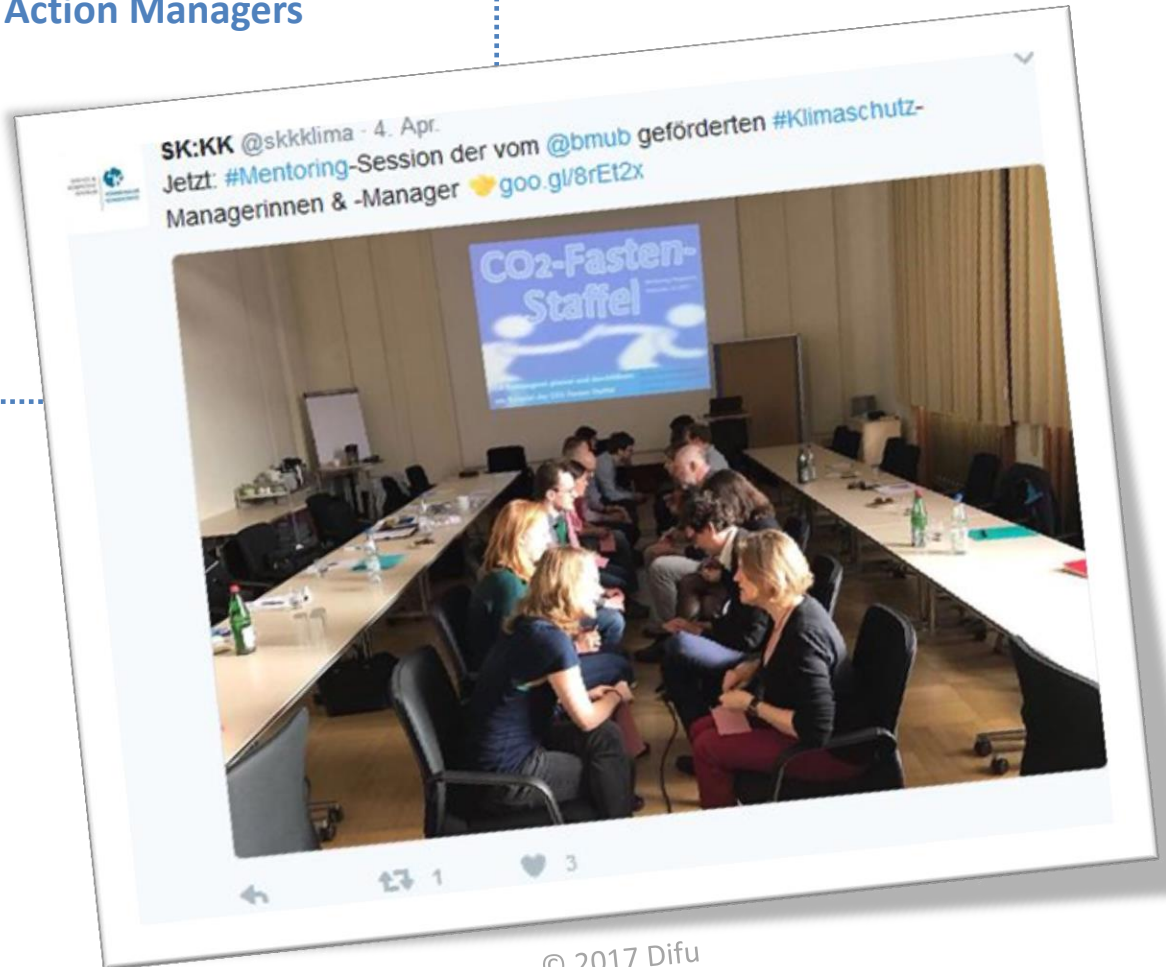 Action Managers
SK:KK @skkklima · 4. Apr.
Jetzt: #Mentoring-Session der vom @bmub geförderten #Klimaschutz-
Managerinnen & -Manager goo.gl/8rEt2x
CO2-Fasten-
Staffel
1
3
© 2017 Difu